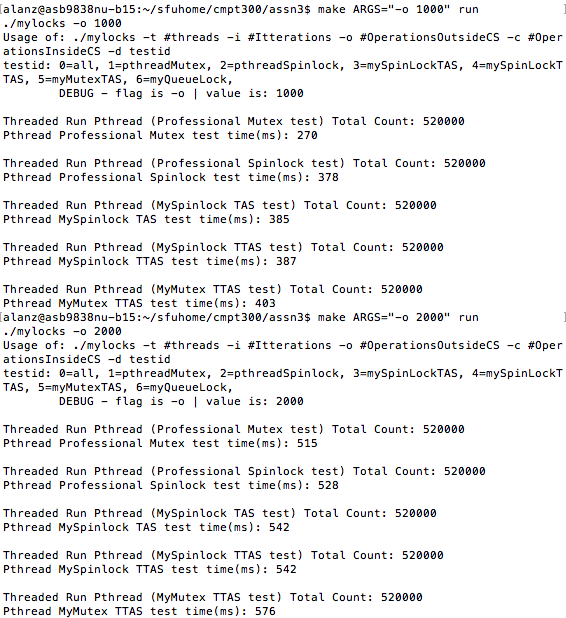 [alanz@asb9838nu-b15:~/sfuhome/cmpt300/assn3$ make ARGS="-o 1000" run ]
./mylocks -o 1000
Usage of: ./mylocks -t #threads -i #Itterations -o #OperationsOutsideCS -c #Oper
ationsInsideCS -d testid
testid: 0=all, 1=pthreadMutex, 2=pthreadSpinlock, 3=mySpinLockTAS, 4=mySpinLockT
TAS, 5=myMutexTAS, 6=myQueueLock,
DEBUG - flag is -o | value is: 1000
Threaded Run Pthread (Professional Mutex test) Total Count: 520000
Pthread Professional Mutex test time(ms): 270
Threaded Run Pthread (Professional Spinlock test) Total Count: 520000
Pthread Professional Spinlock test time(ms): 378
Threaded Run Pthread (MySpinlock TAS test) Total Count: 520000
Pthread MySpinlock TAS test time(ms): 385
Threaded Run Pthread (MySpinlock TTAS test) Total Count: 520000
Pthread MySpinlock TTAS test time(ms): 387
Threaded Run Pthread (MyMutex TTAS test) Total Count: 520000
Pthread MyMutex TTAS test time(ms): 403
[alanz@asb9838nu-b15:~/sfuhome/cmpt300/assn3$ make ARGS="-o 2000" run ]
./mylocks -o 2000
Usage of: ./mylocks -t #threads -i #Itterations -o #OperationsOutsideCS -c #Oper
ationsInsideCS -d testid
testid: 0=all, 1=pthreadMutex, 2=pthreadSpinlock, 3=mySpinLockTAS, 4=mySpinLockT
TAS, 5=myMutexTAS, 6=myQueueLock,
DEBUG - flag is -o | value is: 2000
Threaded Run Pthread (Professional Mutex test) Total Count: 520000
Pthread Professional Mutex test time(ms): 515
Threaded Run Pthread (Professional Spinlock test) Total Count: 520000
Pthread Professional Spinlock test time(ms): 528
Threaded Run Pthread (MySpinlock TAS test) Total Count: 520000
Pthread MySpinlock TAS test time(ms): 542
Threaded Run Pthread (MySpinlock TTAS test) Total Count: 520000
Pthread MySpinlock TTAS test time(ms): 542
Threaded Run Pthread (MyMutex TTAS test) Total Count: 520000
Pthread MyMutex TTAS test time(ms): 576